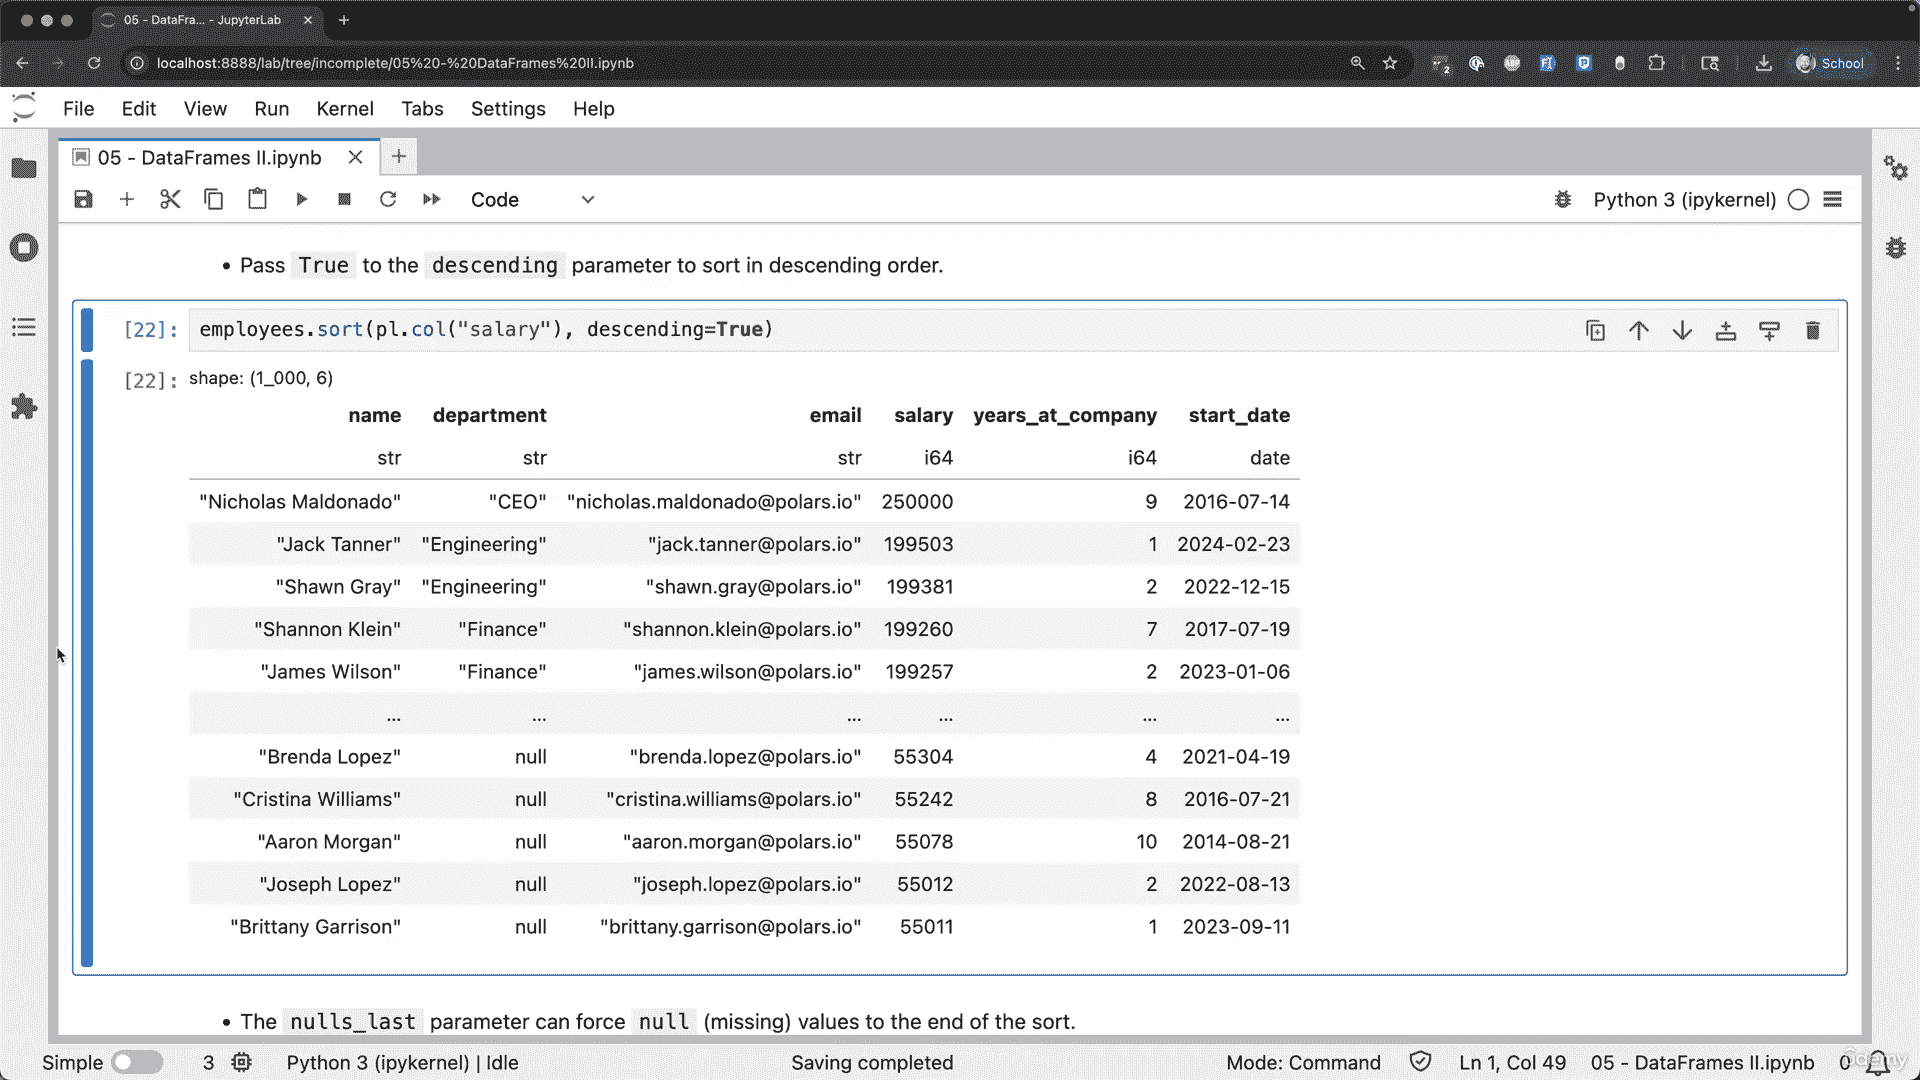 05 - DataFra... - JupyterLab
localhost:8888/lab/tree/incomplete/05%20-%20DataFrames%20II.ipynb
2
ABP
School
File Edit View Run Kernel Tabs Settings Help
05 - DataFrames II.ipynb
Code
Python 3 (ipykernel)
• Pass True to the descending parameter to sort in descending order.
[22]: employees.sort(pl.col("salary"), descending=True)
[22]: shape: (1_000, 6)
name department email salary years_at_company start_date
str str str i64 i64 date
"Nicholas Maldonado" "CEO" "nicholas.maldonado@polars.io" 250000 9 2016-07-14
"Jack Tanner" "Engineering" "jack.tanner@polars.io" 199503 1 2024-02-23
"Shawn Gray" "Engineering" "shawn.gray@polars.io" 199381 2 2022-12-15
"Shannon Klein" "Finance" "shannon.klein@polars.io" 199260 7 2017-07-19
"James Wilson" "Finance" "james.wilson@polars.io" 199257 2 2023-01-06
... ... ... ... ... ...
"Brenda Lopez" null "brenda.lopez@polars.io" 55304 4 2021-04-19
"Cristina Williams" null "cristina.williams@polars.io" 55242 8 2016-07-21
"Aaron Morgan" null "aaron.morgan@polars.io" 55078 10 2014-08-21
"Joseph Lopez" null "joseph.lopez@polars.io" 55012 2 2022-08-13
"Brittany Garrison" null "brittany.garrison@polars.io" 55011 1 2023-09-11
• The nulls_last parameter can force null (missing) values to the end of the sort.
Simple 3 Python 3 (ipykernel) | Idle Saving completed Mode: Command Ln 1, Col 49 05 - DataFrames II.ipynb 0
udemy